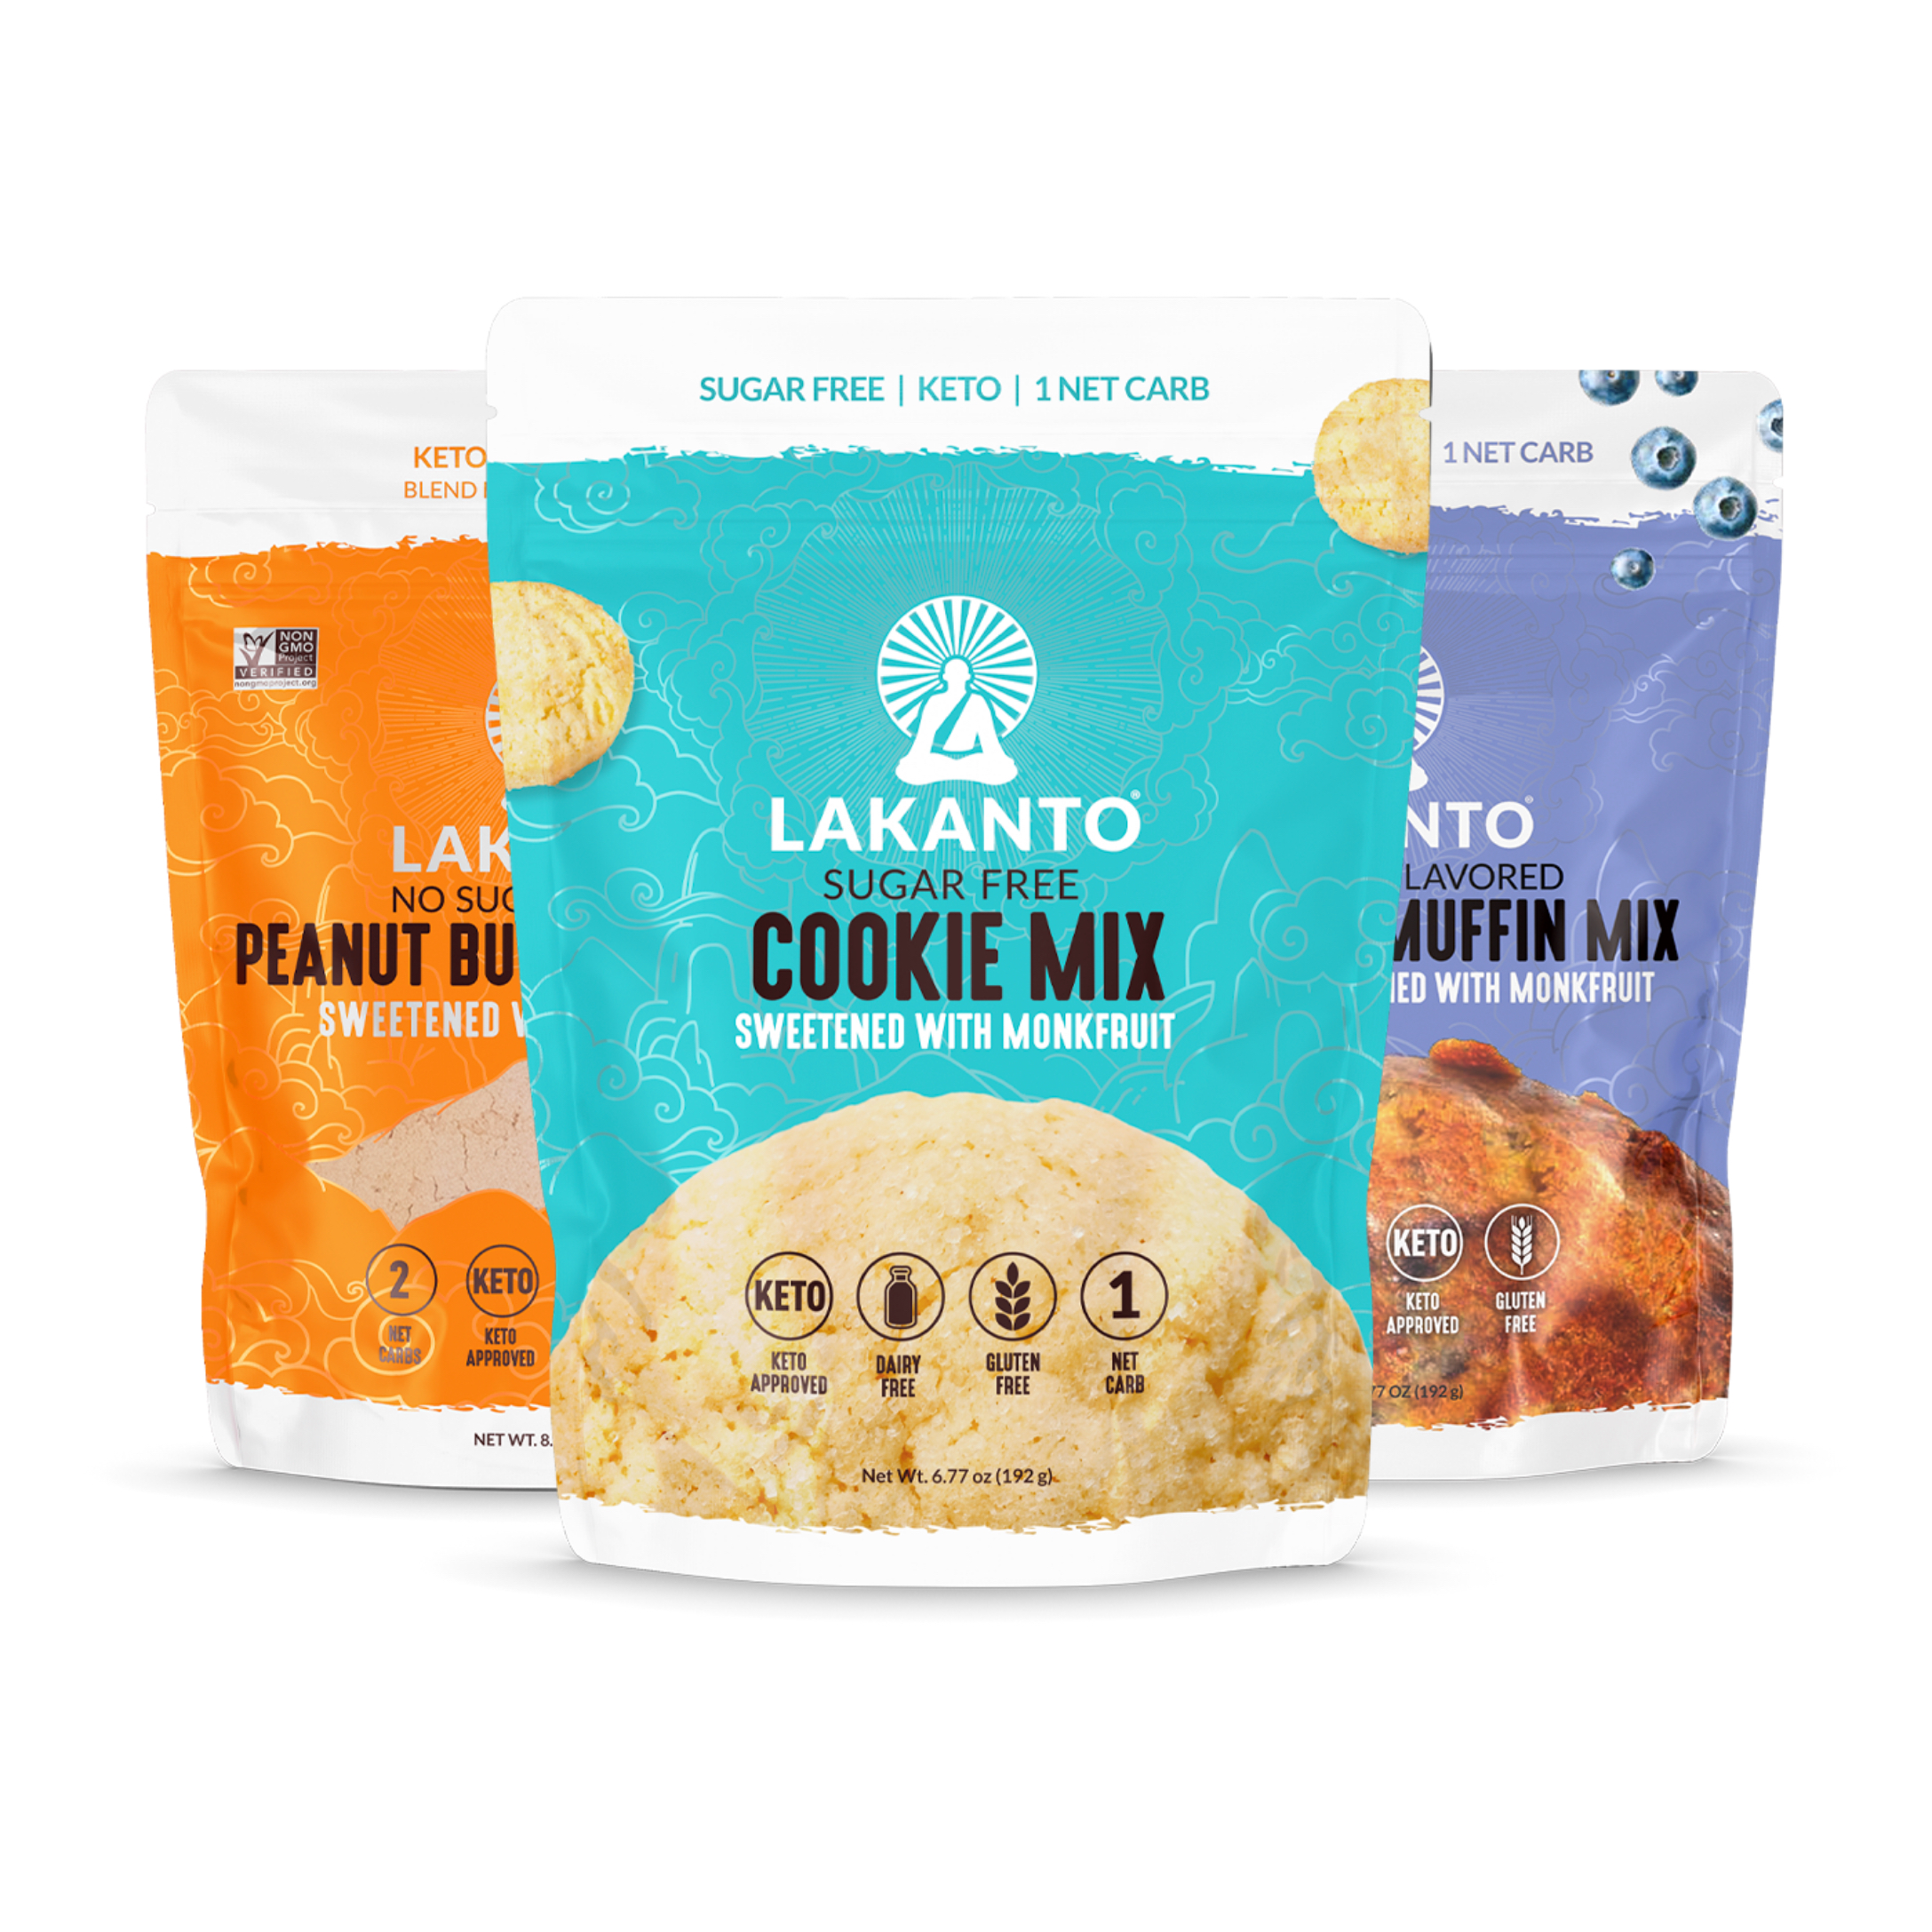 KETO
BLEND
NON
GMO
Project
VERIFIED
nongmoproject.org
LAK
NO SUG
PEANUT BU
SWEETENED
2
NET
CARBS
KETO
KETO
APPROVED
NET WT. 8.
SUGAR FREE | KETO | 1 NET CARB
LAKANTO®
SUGAR FREE
COOKIE MIX
SWEETENED WITH MONKFRUIT
KETO
KETO
APPROVED
DAIRY
FREE
GLUTEN
FREE
1
NET
CARB
Net Wt. 6.77 oz (192 g)
1 NET CARB
NTO®
LAVORED
MUFFIN MIX
NED WITH MONKFRUIT
KETO
KETO
APPROVED
GLUTEN
FREE
77 OZ (192 g)